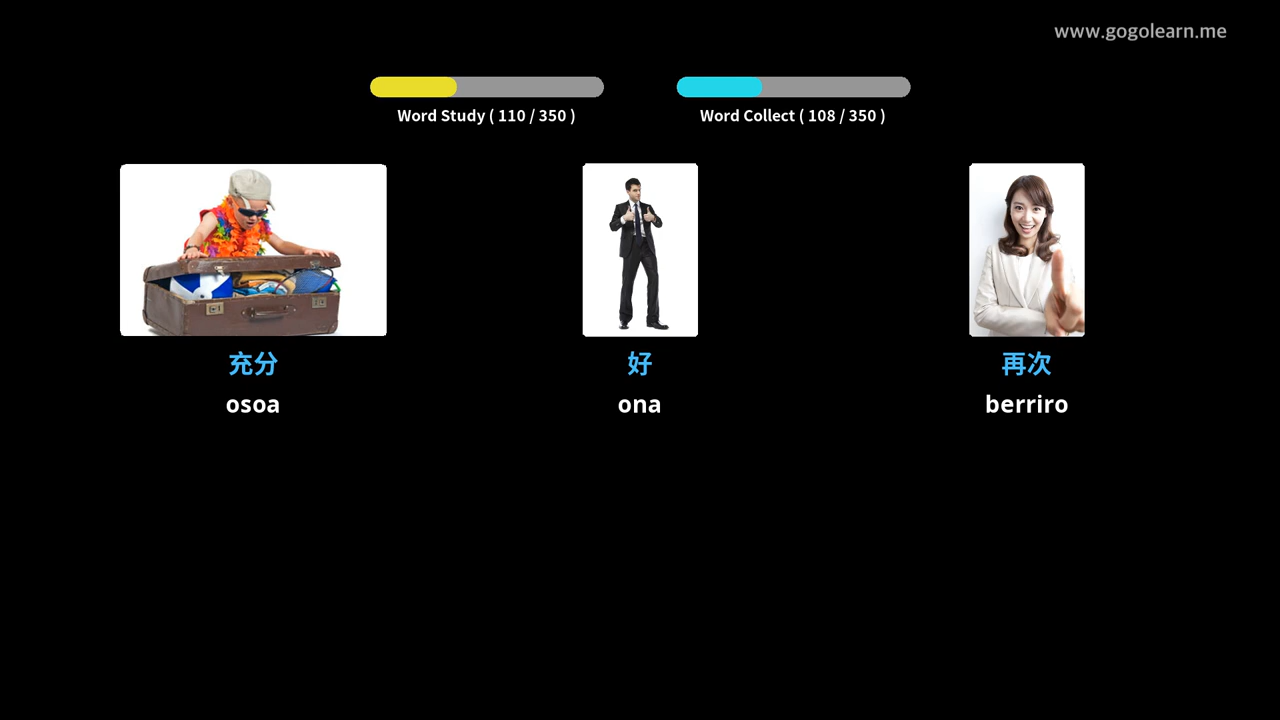 www.gogolearn.me
Word Study ( 110 / 350 )
Word Collect ( 108 / 350 )
充分
好
再次
osoa
ona
berriro